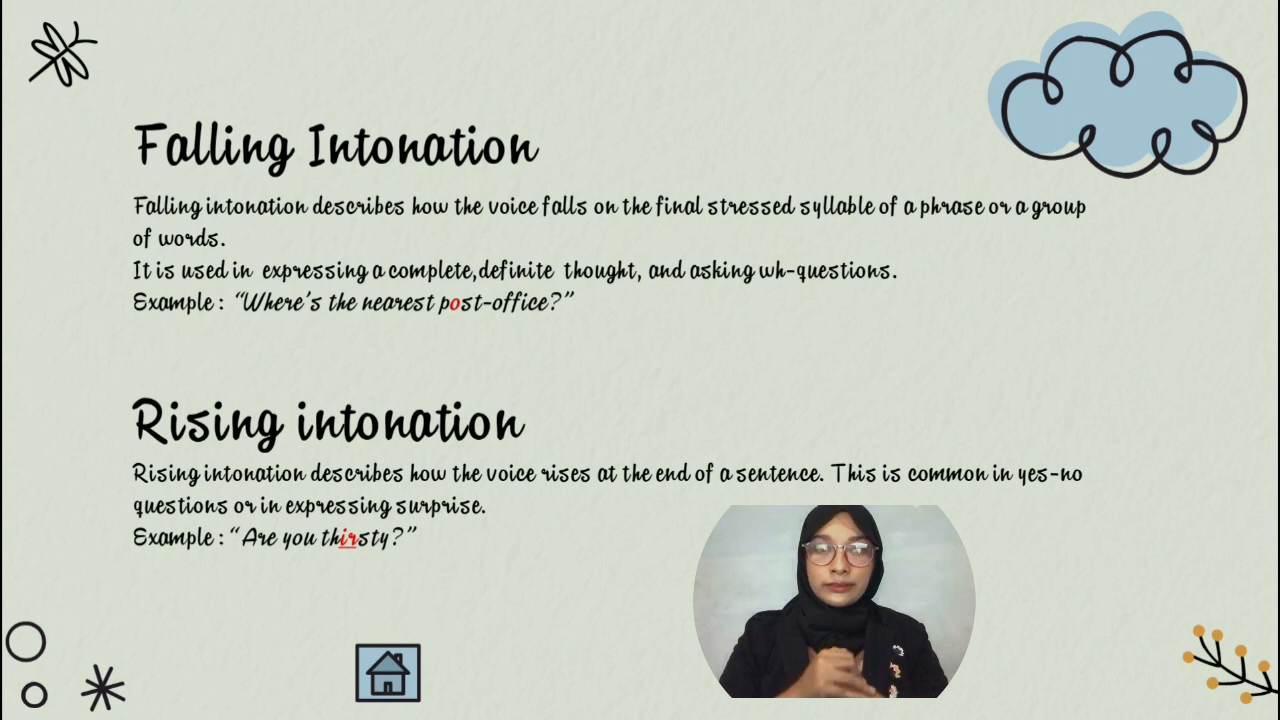 Falling Intonation
Falling intonation describes how the voice falls on the final stressed syllable of a phrase or a group
of words.
It is used in expressing a complete,definite thought, and asking wh-questions.
Example : “Where’s the nearest post-office?”
Rising intonation
Rising intonation describes how the voice rises at the end of a sentence. This is common in yes-no
questions or in expressing surprise.
Example : “Are you thirsty?”